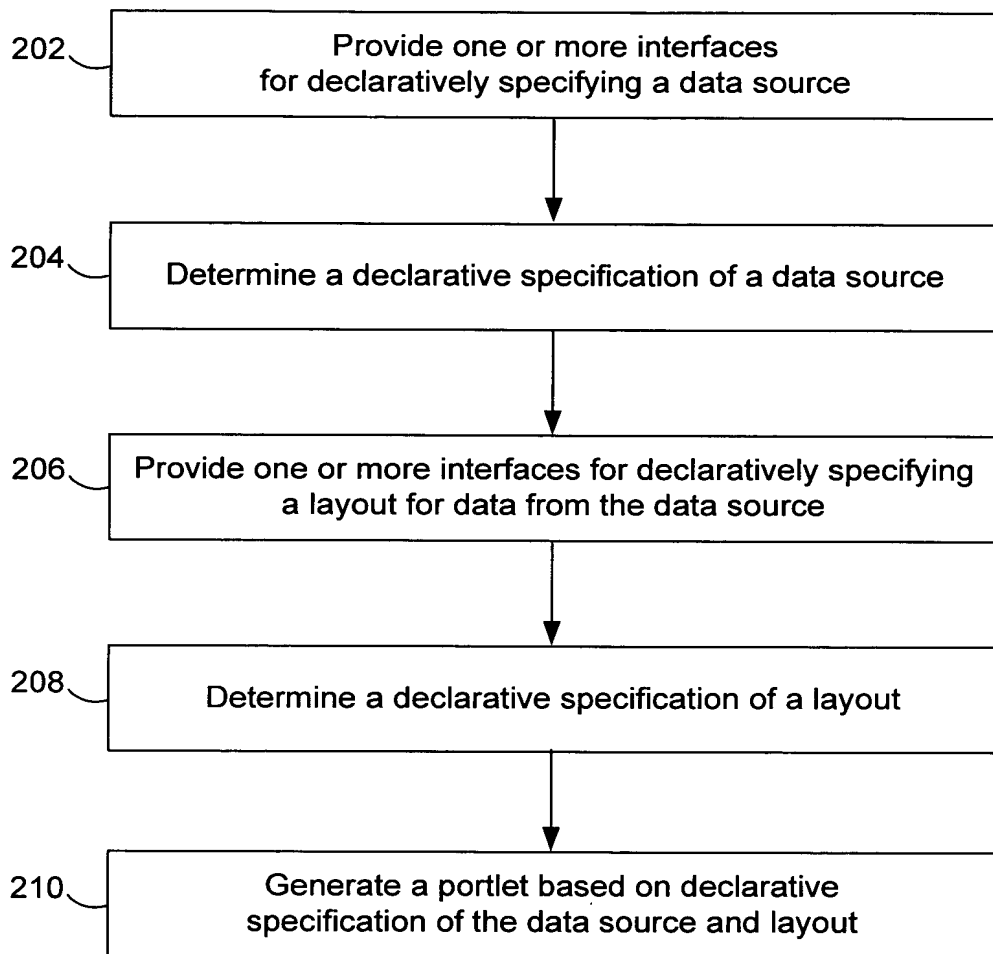 202
Provide one or more interfaces
for declaratively specifying a data source
204
Determine a declarative specification of a data source
206
Provide one or more interfaces for declaratively specifying
a layout for data from the data source
208
Determine a declarative specification of a layout
210
Generate a portlet based on declarative
specification of the data source and layout